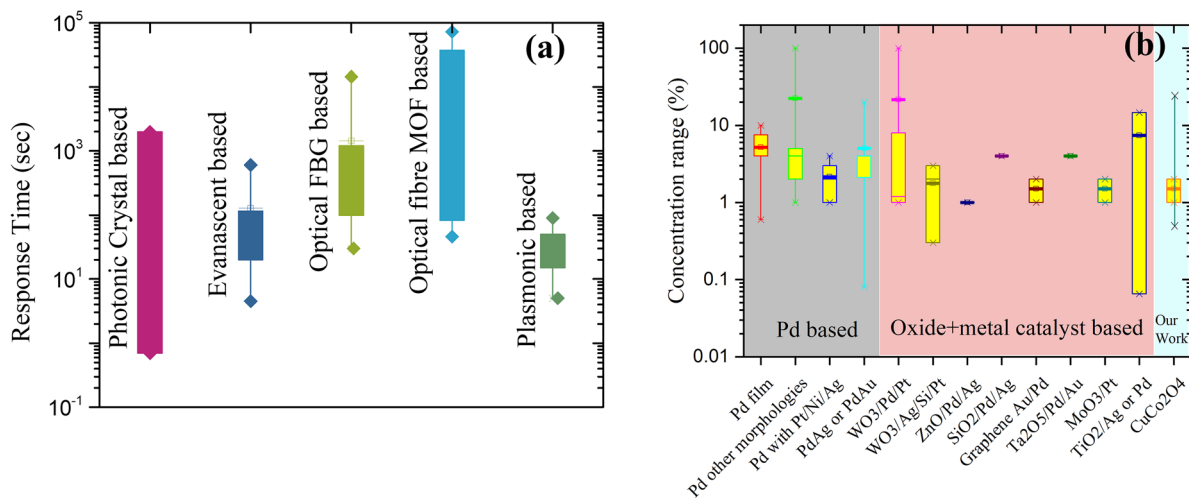 (a)
Response Time (sec)
10^5
10^3
10^1
10^-1
Photonic Crystal based
Evanascent based
Optical FBG based
Optical fibre MOF based
Plasmonic based
(b)
Concentration range (%)
100
10
1
0.1
0.01
Pd based
Oxide+metal catalyst based
Our
Work
Pd film
Pd other morphologies
Pd with Pt/Ni/Ag
PdAg or PdAu
WO3/Pd/Pt
WO3/Ag/Si/Pt
ZnO/Pd/Ag
SiO2/Pd/Ag
Graphene Au/Pd
Ta2O5/Pd/Au
MoO3/Pt
TiO2/Ag or Pd
CuCo2O4